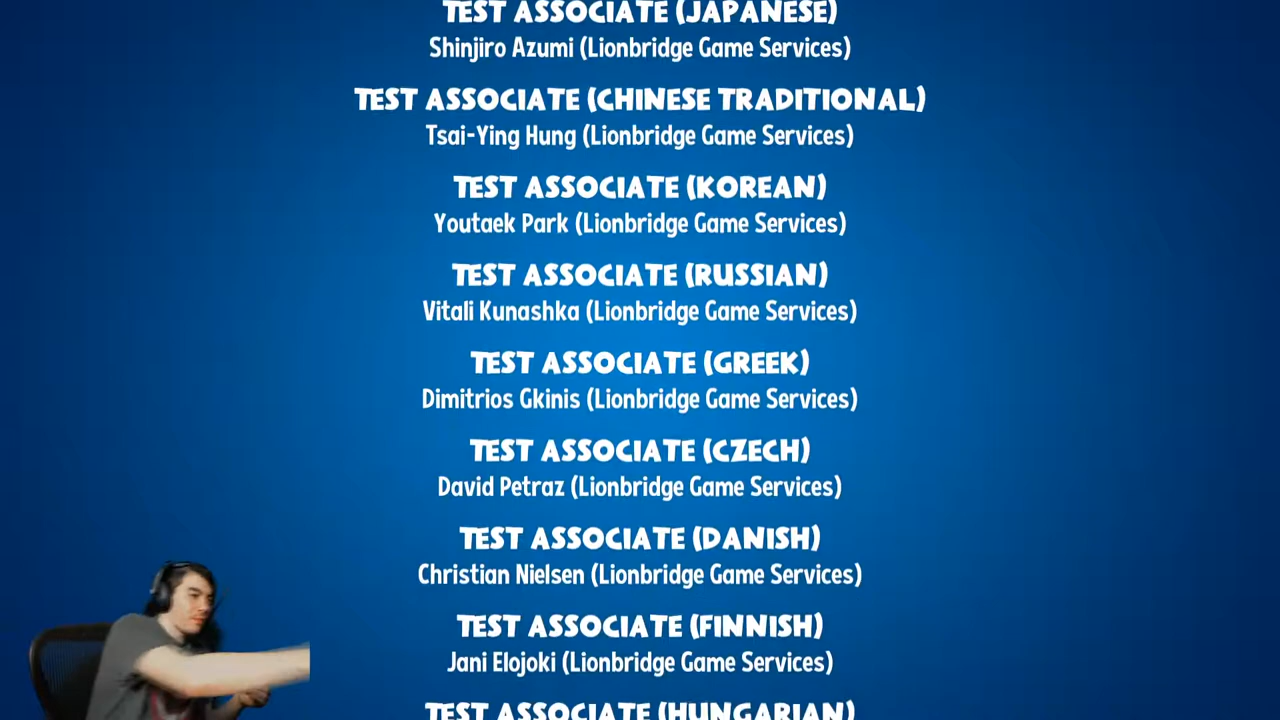 TEST ASSOCIATE (JAPANESE)
Shinjiro Azumi (Lionbridge Game Services)
TEST ASSOCIATE (CHINESE TRADITIONAL)
Tsai-Ying Hung (Lionbridge Game Services)
TEST ASSOCIATE (KOREAN)
Youtaek Park (Lionbridge Game Services)
TEST ASSOCIATE (RUSSIAN)
Vitali Kunashka (Lionbridge Game Services)
TEST ASSOCIATE (GREEK)
Dimitrios Gkinis (Lionbridge Game Services)
TEST ASSOCIATE (CZECH)
David Petraz (Lionbridge Game Services)
TEST ASSOCIATE (DANISH)
Christian Nielsen (Lionbridge Game Services)
TEST ASSOCIATE (FINNISH)
Jani Elojoki (Lionbridge Game Services)
TEST ASSOCIATE (HUNGARIAN)